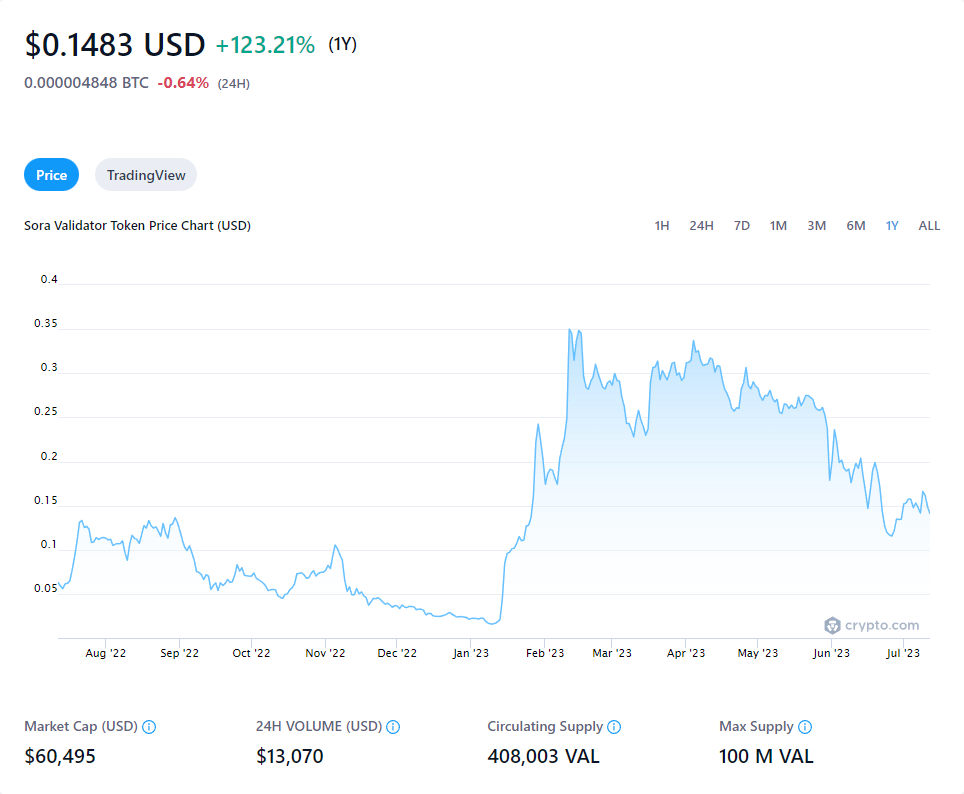 $0.1483 USD +123.21% (1Y)
0.000004848 BTC -0.64% (24H)
Price TradingView
Sora Validator Token Price Chart (USD) 1H 24H 7D 1M 3M 6M 1Y ALL
0.4
0.35
0.3
0.25
0.2
0.15
0.1
0.05
crypto.com
Aug '22 Sep '22 Oct '22 Nov '22 Dec '22 Jan '23 Feb '23 Mar '23 Apr '23 May '23 Jun '23 Jul '23
Market Cap (USD) 24H VOLUME (USD) Circulating Supply Max Supply
$60,495 $13,070 408,003 VAL 100 M VAL